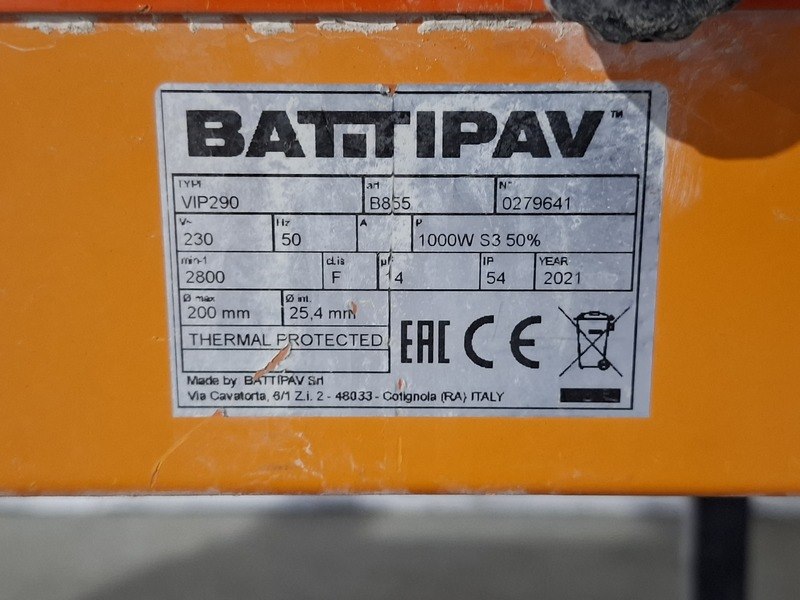 BATTIPAV™
TYPE art N°
VIP290 B855 0279641
V~ Hz A P
230 50 1000W S3 50%
min-1 cl.is µF IP YEAR
2800 F 14 54 2021
Ø max Ø int.
200 mm 25,4 mm
THERMAL PROTECTED
EAC CE
Made by BATTIPAV Srl
Via Cavatorta, 6/1 Z.i. 2 - 48033 - Cotignola (RA) ITALY